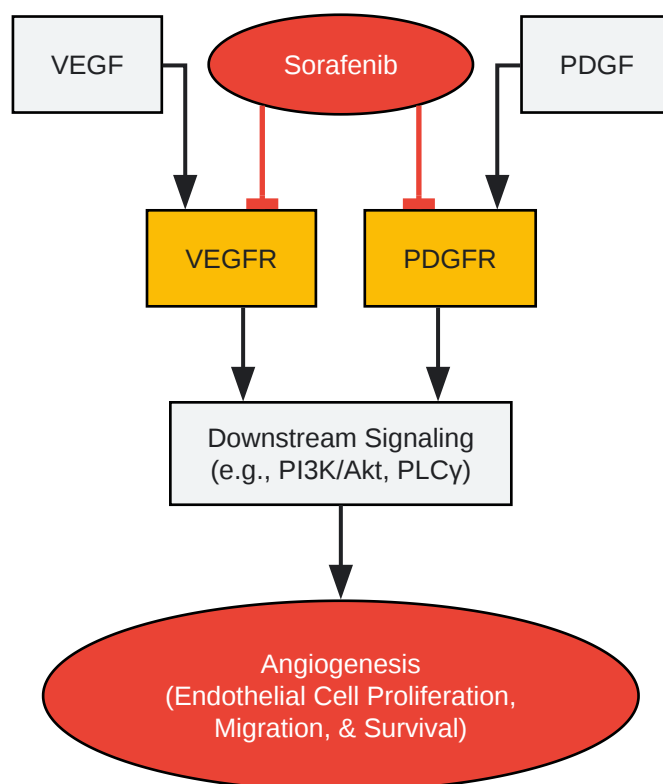 VEGF
Sorafenib
PDGF
VEGFR
PDGFR
Downstream Signaling
(e.g., PI3K/Akt, PLCγ)
Angiogenesis
(Endothelial Cell Proliferation,
Migration, & Survival)